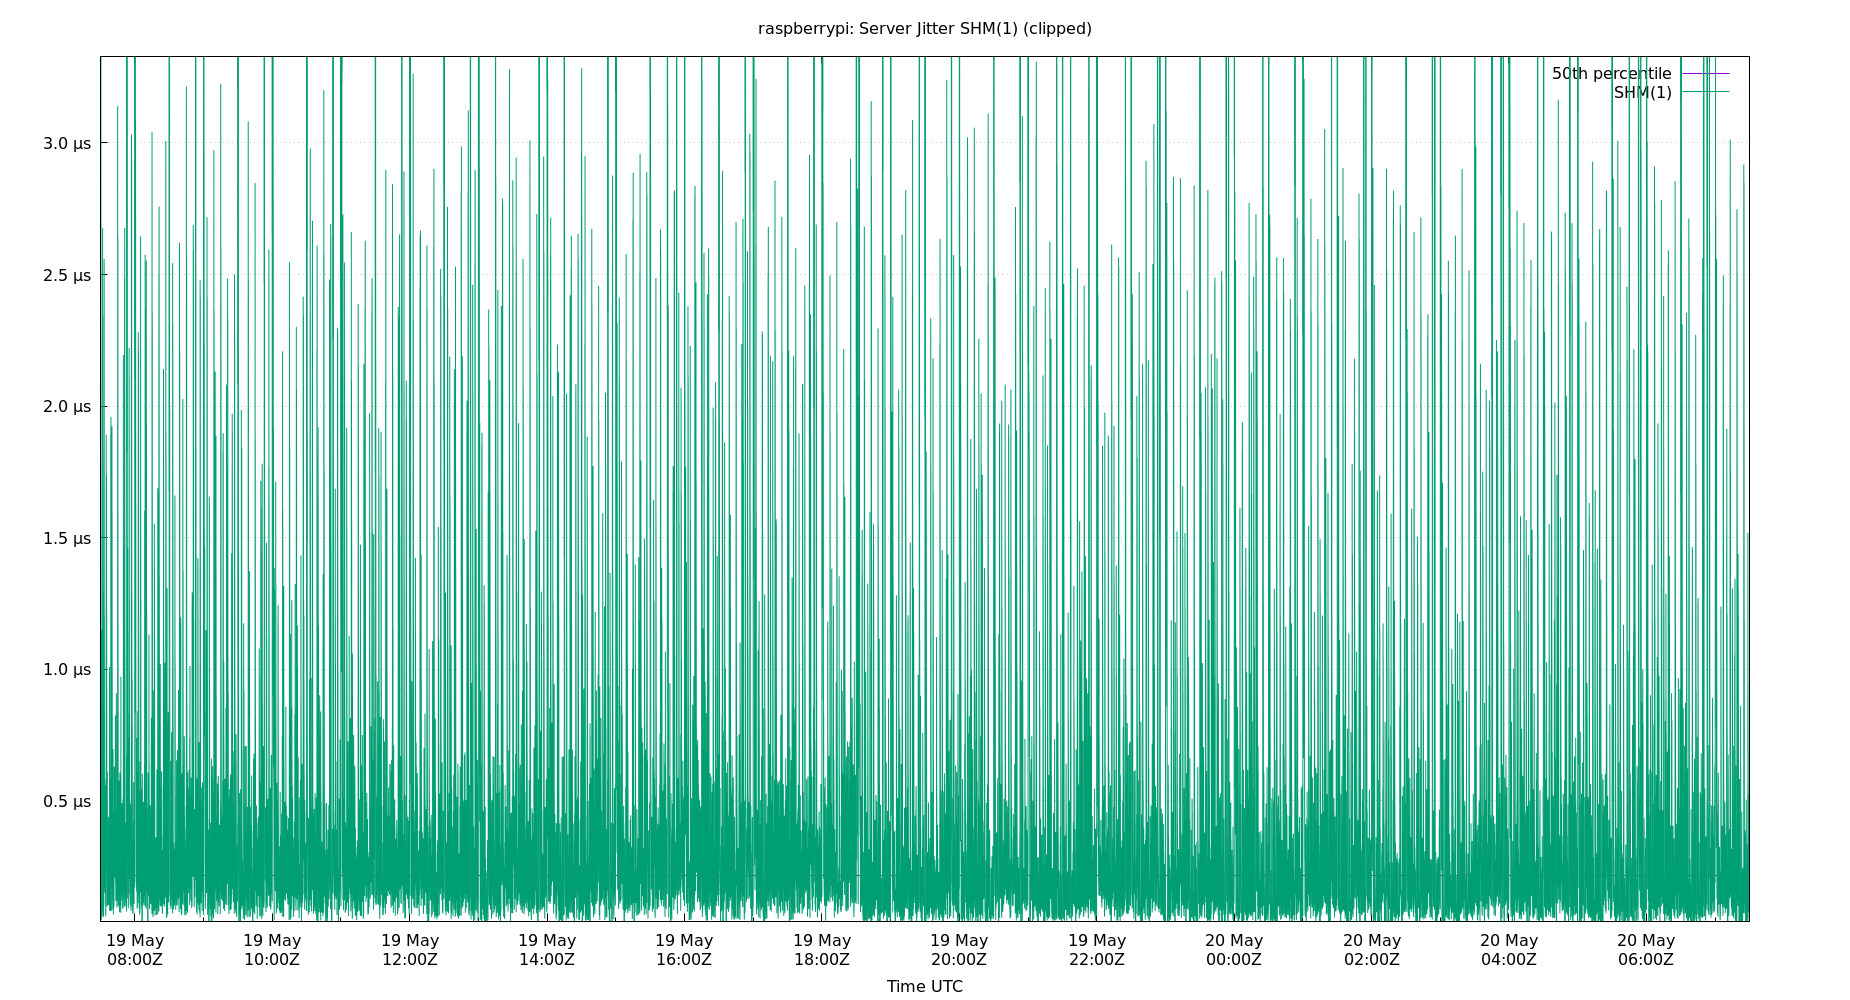 raspberrypi: Server Jitter SHM(1) (clipped)
50th percentile
SHM(1)
3.0 µs
2.5 µs
2.0 µs
1.5 µs
1.0 µs
0.5 µs
19 May 19 May 19 May 19 May 19 May 19 May 19 May 19 May 20 May 20 May 20 May 20 May
08:00Z 10:00Z 12:00Z 14:00Z 16:00Z 18:00Z 20:00Z 22:00Z 00:00Z 02:00Z 04:00Z 06:00Z
Time UTC